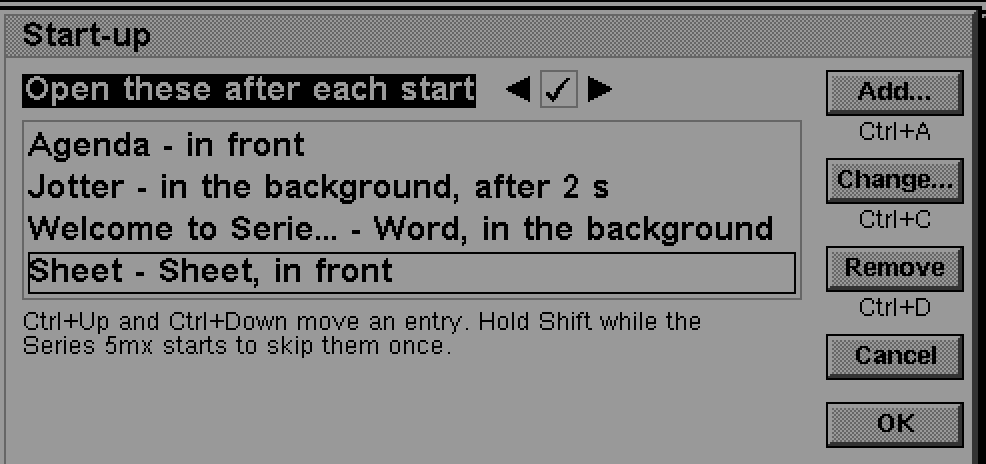 Start-up
Open these after each start
Add...
Ctrl+A
Agenda - in front
Jotter - in the background, after 2 s
Change...
Ctrl+C
Welcome to Serie... - Word, in the background
Sheet - Sheet, in front
Remove
Ctrl+D
Ctrl+Up and Ctrl+Down move an entry. Hold Shift while the
Series 5mx starts to skip them once.
Cancel
OK